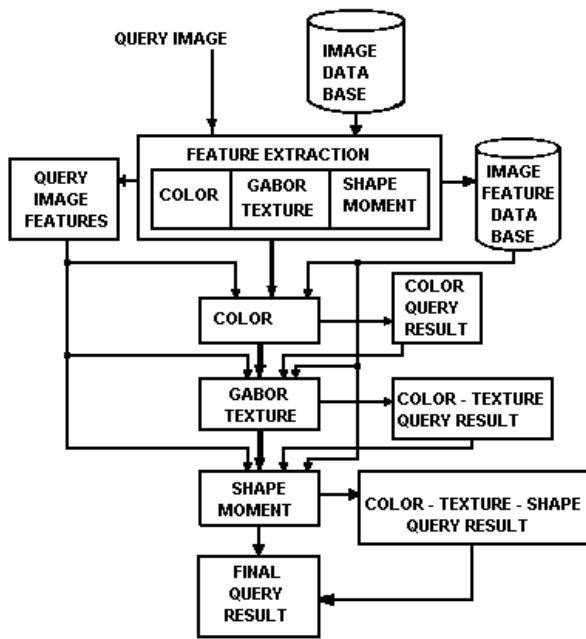 QUERY IMAGE
IMAGE
DATA
BASE
FEATURE EXTRACTION
COLOR
GABOR
TEXTURE
SHAPE
MOMENT
QUERY
IMAGE
FEATURES
IMAGE
FEATURE
DATA
BASE
COLOR
COLOR
QUERY
RESULT
GABOR
TEXTURE
COLOR - TEXTURE
QUERY RESULT
SHAPE
MOMENT
COLOR - TEXTURE - SHAPE
QUERY RESULT
FINAL
QUERY
RESULT